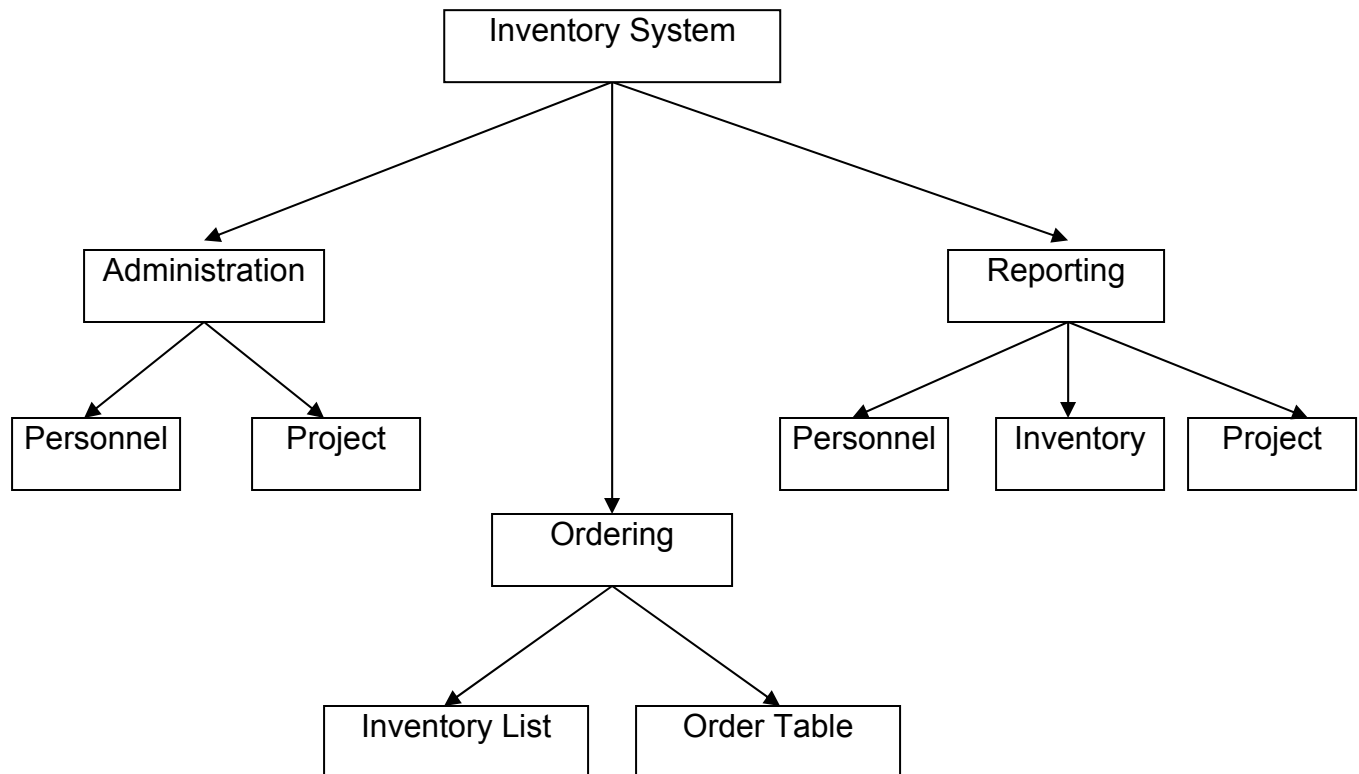 Inventory System
Administration
Reporting
Personnel
Project
Personnel
Inventory
Project
Ordering
Inventory List
Order Table